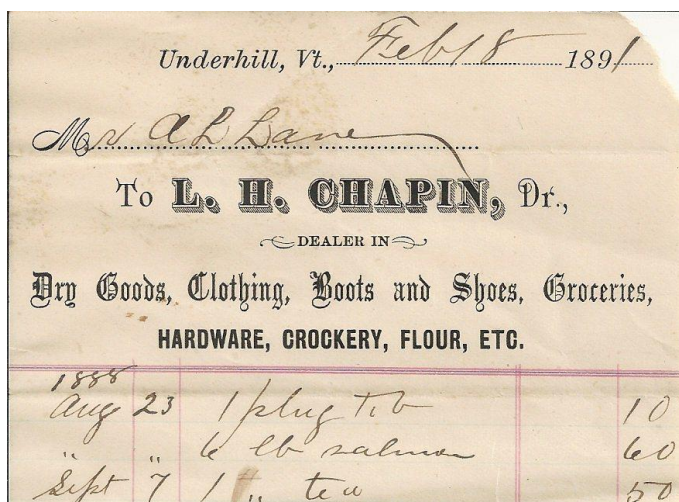 Underhill, Vt., Feb 18 1891
Mr A L Lane
To L. H. CHAPIN, Dr.,
DEALER IN
Dry Goods, Clothing, Boots and Shoes, Groceries,
HARDWARE, CROCKERY, FLOUR, ETC.
1888
Aug 23 1 plug Tob 10
" " 6 lb salmon 60
Sept 7 1 " tea 50